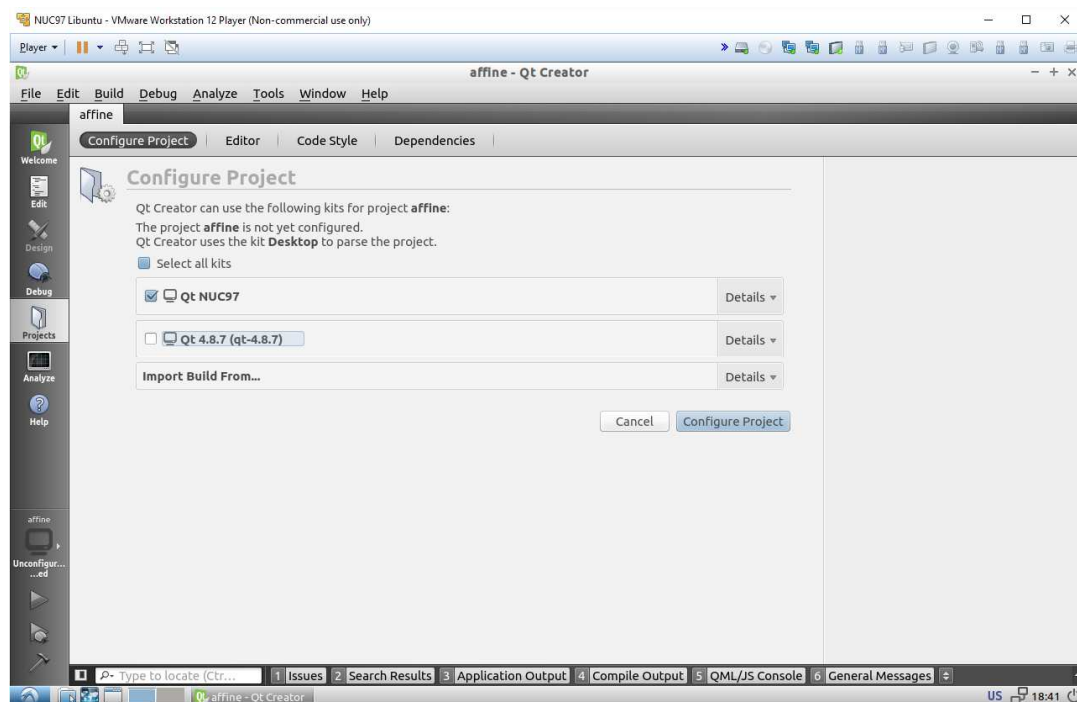 NUC97 Libuntu - VMware Workstation 12 Player (Non-commercial use only)
Player
affine - Qt Creator
File Edit Build Debug Analyze Tools Window Help
affine
Configure Project Editor Code Style Dependencies
Welcome
Edit
Design
Debug
Projects
Analyze
Help
Configure Project
Qt Creator can use the following kits for project affine:
The project affine is not yet configured.
Qt Creator uses the kit Desktop to parse the project.
Select all kits
Qt NUC97 Details
Qt 4.8.7 (qt-4.8.7) Details
Import Build From... Details
Cancel Configure Project
affine
Unconfigur...
...ed
Type to locate (Ctr... 1 Issues 2 Search Results 3 Application Output 4 Compile Output 5 QML/JS Console 6 General Messages
affine - Qt Creator US 18:41